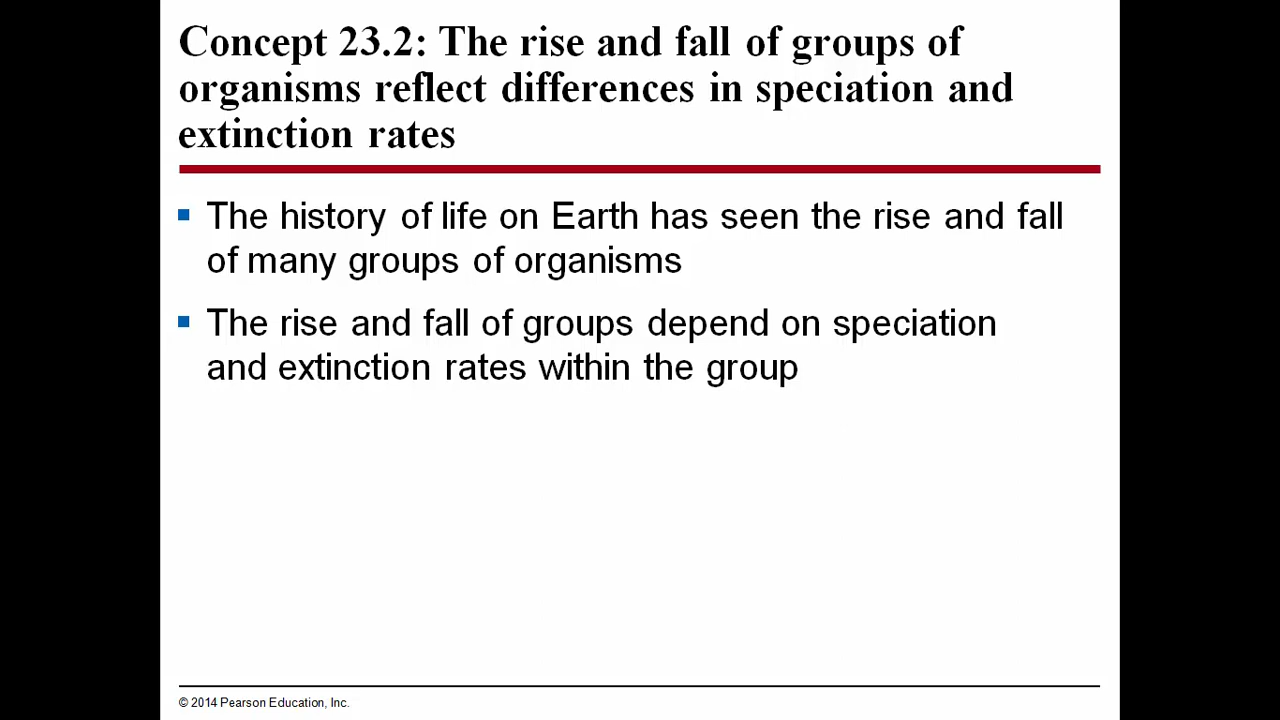 Concept 23.2: The rise and fall of groups of
organisms reflect differences in speciation and
extinction rates
The history of life on Earth has seen the rise and fall
of many groups of organisms
The rise and fall of groups depend on speciation
and extinction rates within the group
© 2014 Pearson Education, Inc.